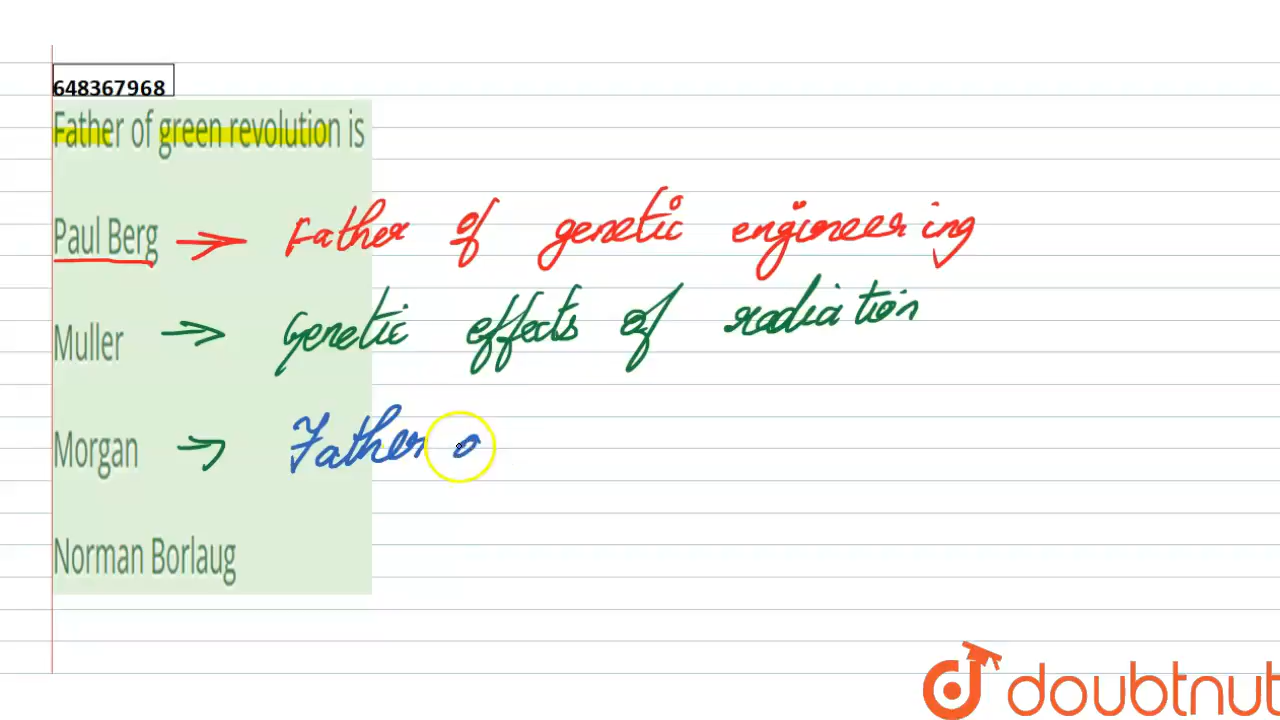 648367968
Father of green revolution is
Paul Berg → Father of genetic engineering
Muller → Genetic effects of radiation
Morgan → Father o
Norman Borlaug
doubtnut